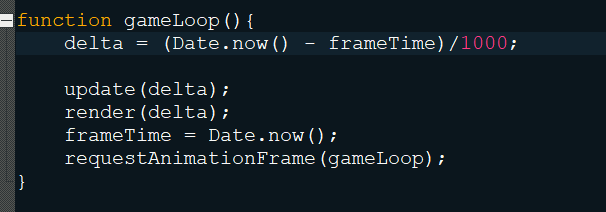 function gameLoop(){
    delta = (Date.now() - frameTime)/1000;

    update(delta);
    render(delta);
    frameTime = Date.now();
    requestAnimationFrame(gameLoop);
}